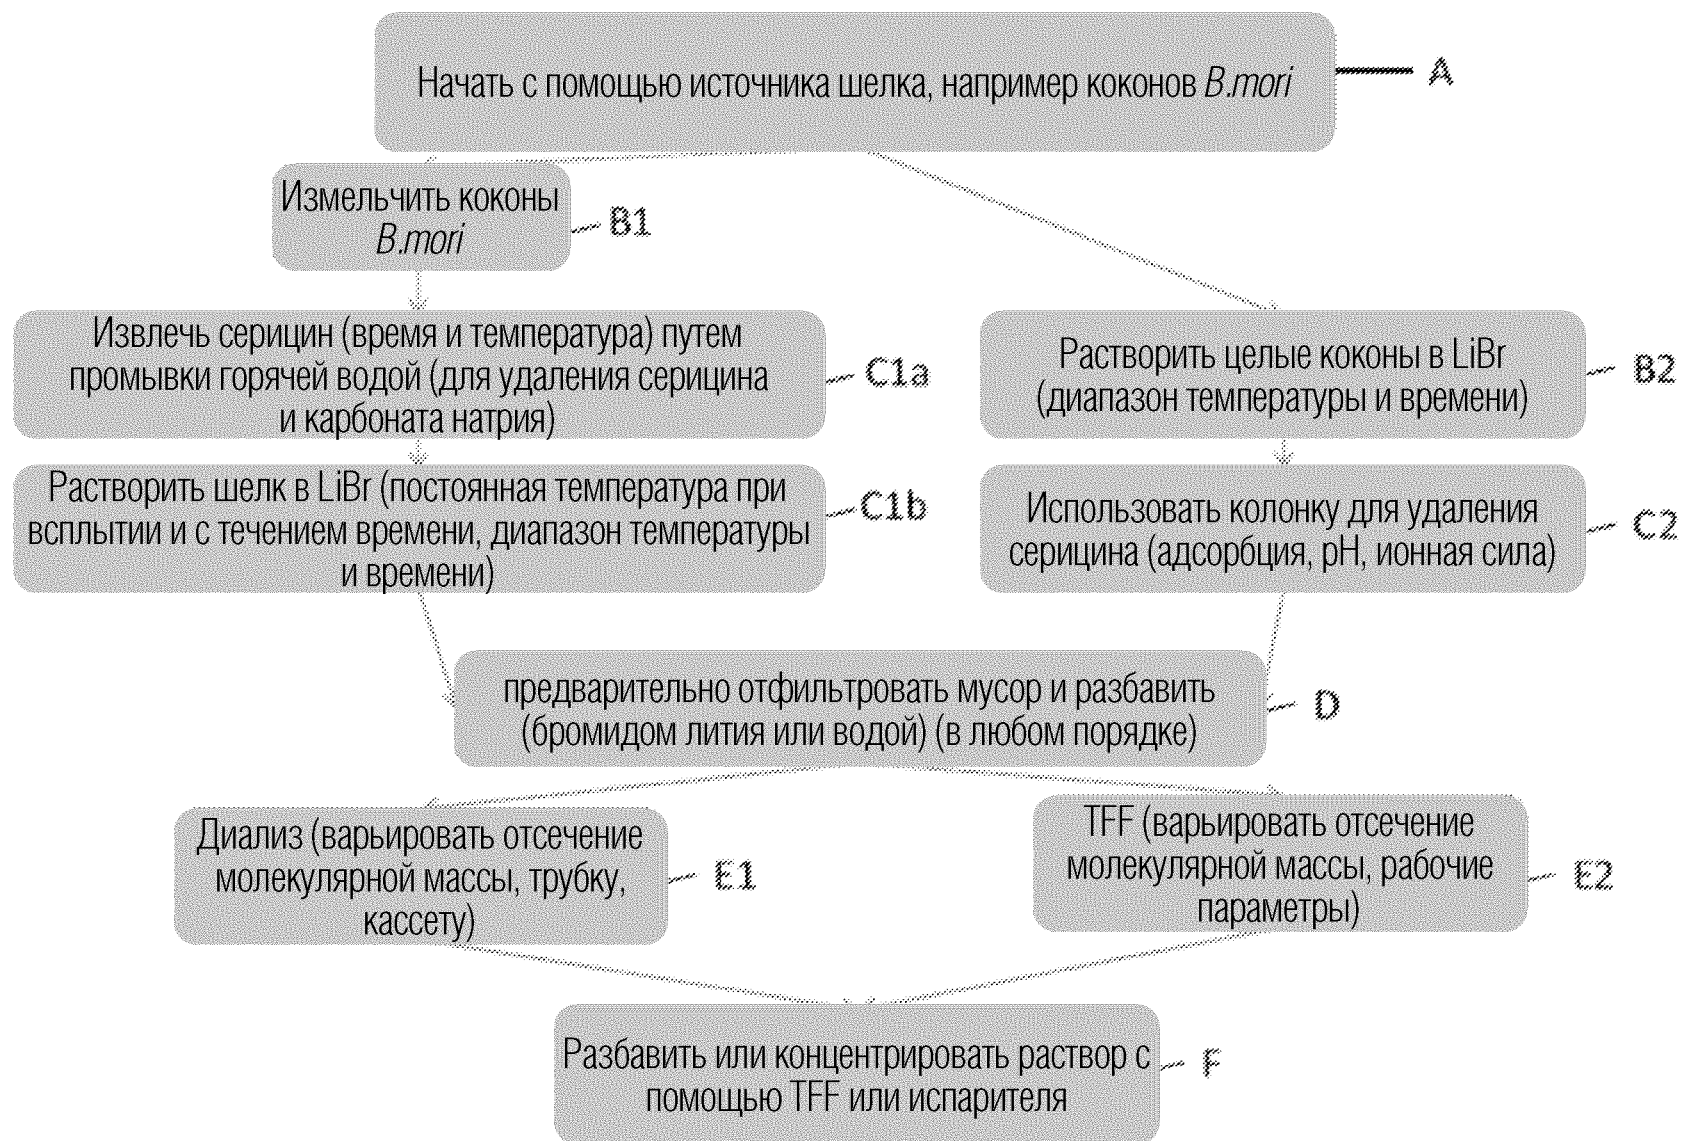 Начать с помощью источника шелка, например коконов B.mori
A
Измельчить коконы
B.mori
B1
Извлечь серицин (время и температура) путем
промывки горячей водой (для удаления серицина
и карбоната натрия)
C1a
Растворить целые коконы в LiBr
(диапазон температуры и времени)
B2
Растворить шелк в LiBr (постоянная температура при
всплытии и с течением времени, диапазон температуры
и времени)
C1b
Использовать колонку для удаления
серицина (адсорбция, pH, ионная сила)
C2
предварительно отфильтровать мусор и разбавить
(бромидом лития или водой) (в любом порядке)
D
Диализ (варьировать отсечение
молекулярной массы, трубку,
кассету)
E1
TFF (варьировать отсечение
молекулярной массы, рабочие
параметры)
E2
Разбавить или концентрировать раствор с
помощью TFF или испарителя
F